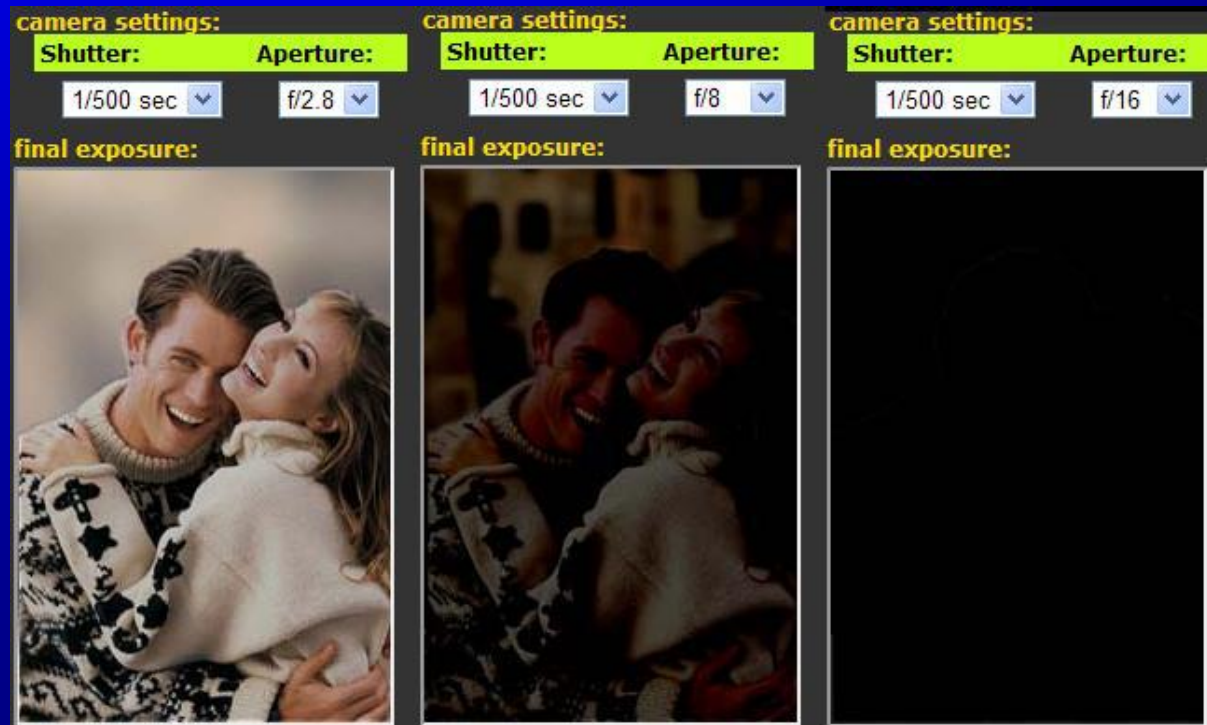 camera settings:
Shutter: Aperture:
1/500 sec f/2.8
final exposure:
camera settings:
Shutter: Aperture:
1/500 sec f/8
final exposure:
camera settings:
Shutter: Aperture:
1/500 sec f/16
final exposure: